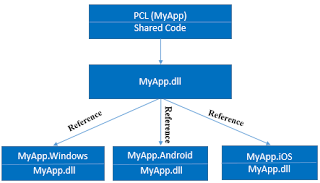 PCL (MyApp)
Shared Code
MyApp.dll
Reference
Reference
Reference
MyApp.Windows
MyApp.dll
MyApp.Android
MyApp.dll
MyApp.iOS
MyApp.dll